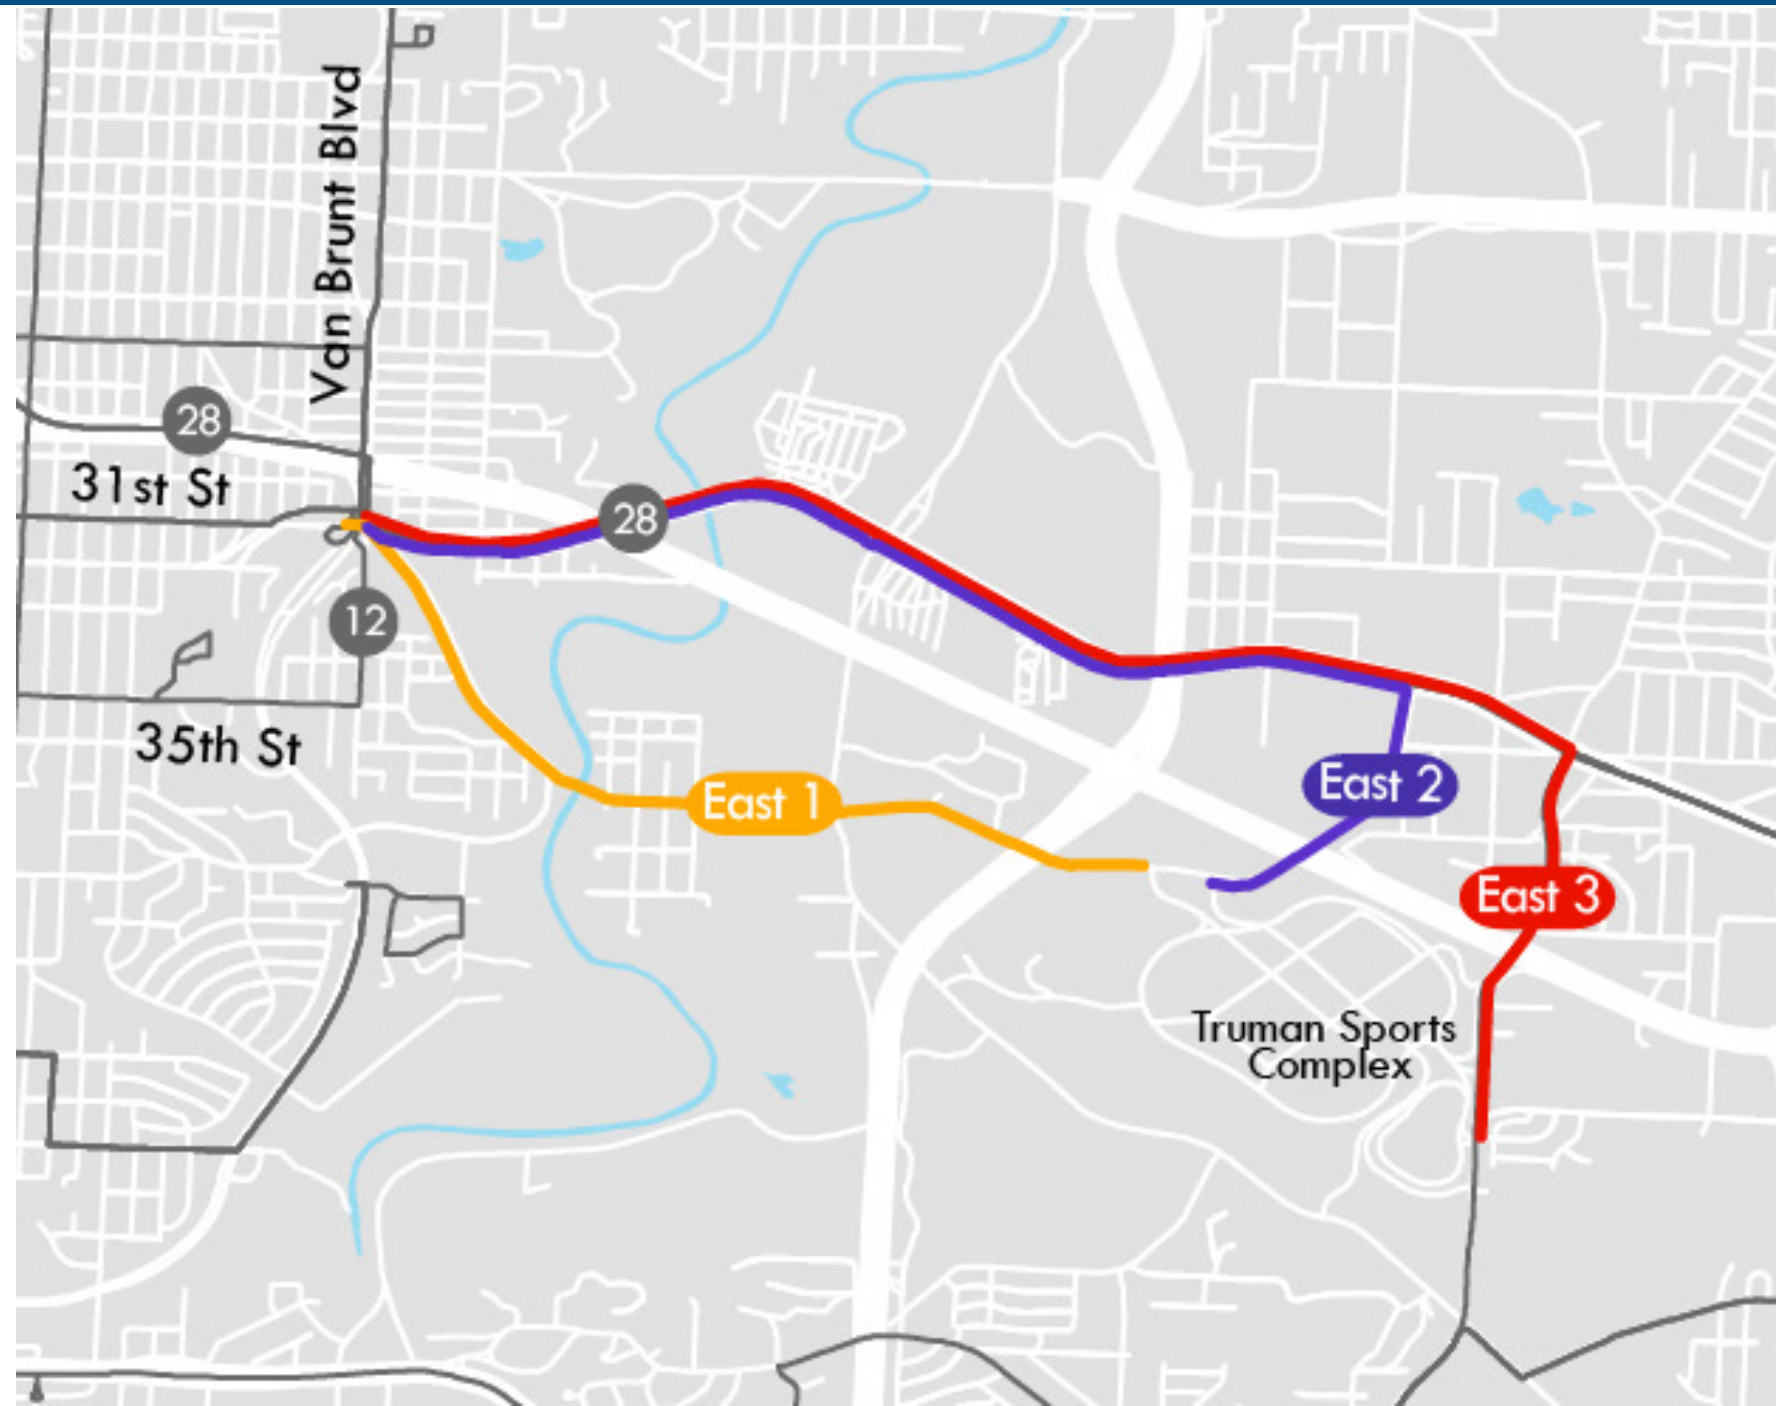 Van Brunt Blvd
28
31st St
28
12
35th St
East 1
East 2
East 3
Truman Sports
Complex